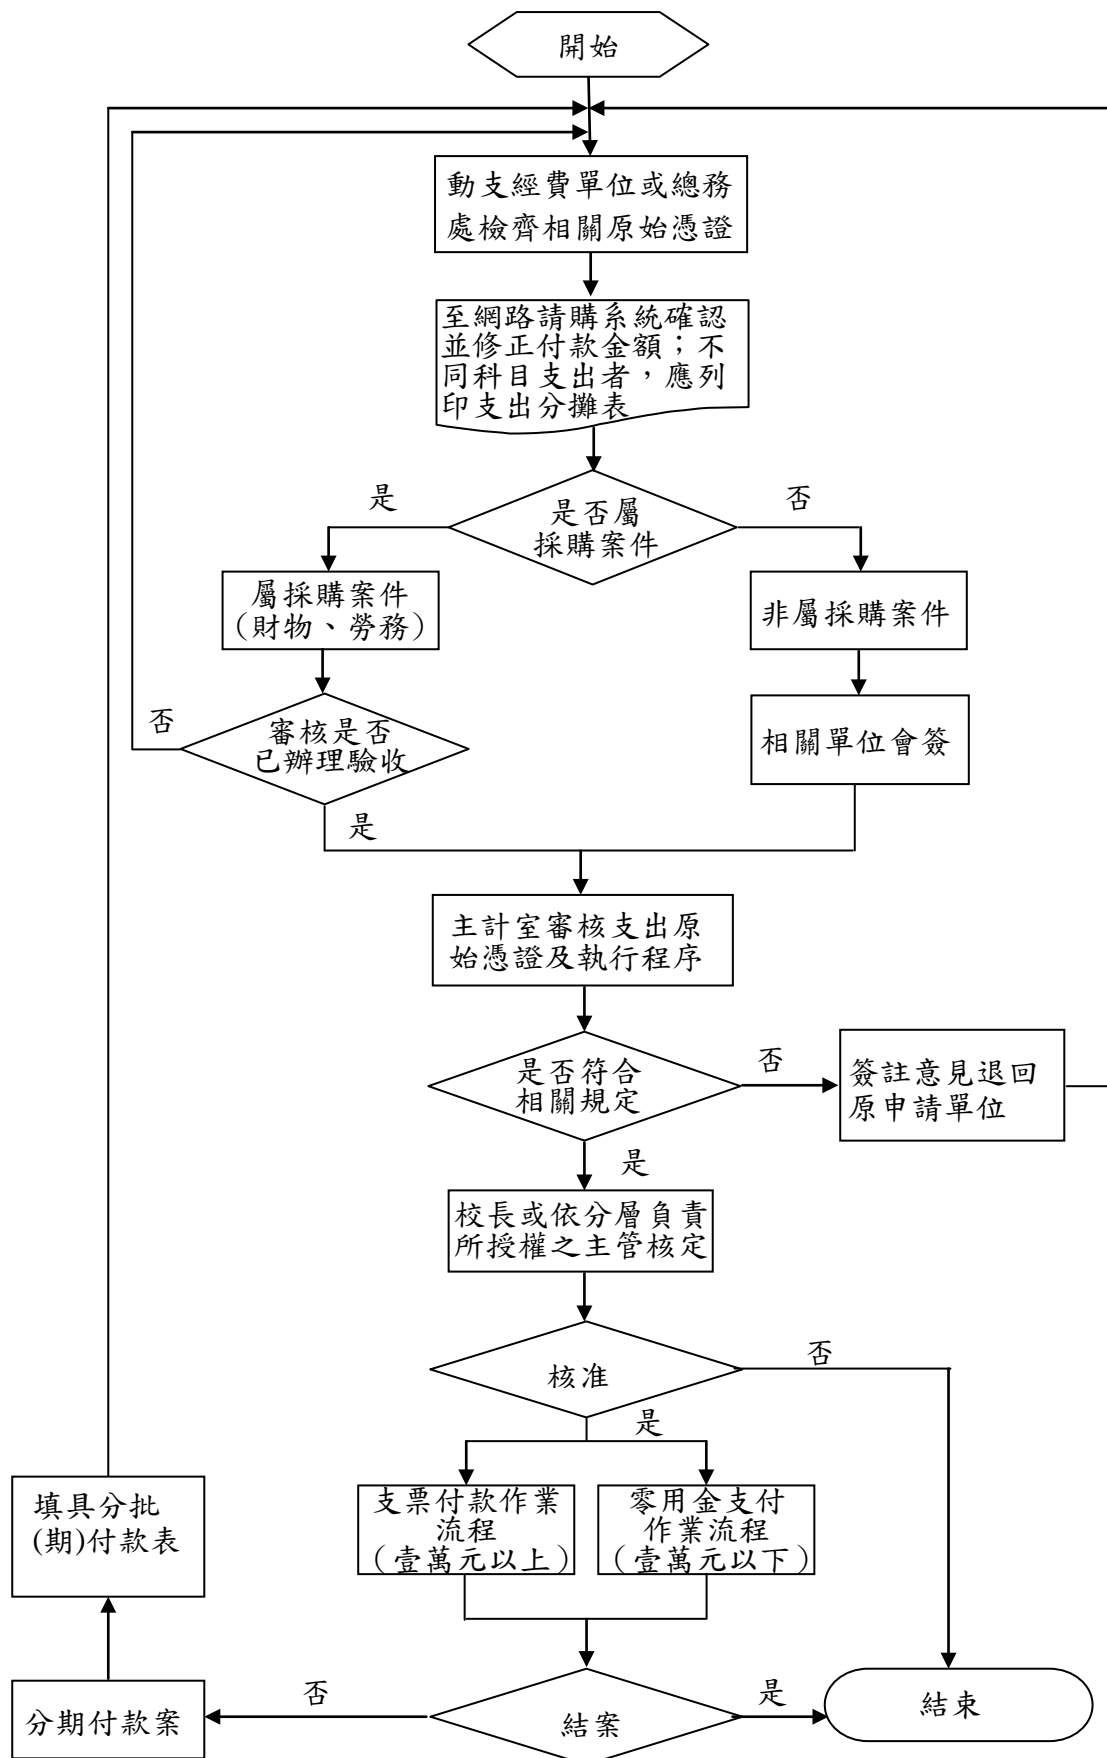 開始
動支經費單位或總務
處檢齊相關原始憑證
至網路請購系統確認
並修正付款金額；不
同科目支出者，應列
印支出分攤表
是否屬
採購案件
是
否
屬採購案件
（財物、勞務）
非屬採購案件
審核是否
已辦理驗收
否
是
相關單位會簽
主計室審核支出原
始憑證及執行程序
是否符合
相關規定
否
簽註意見退回
原申請單位
是
校長或依分層負責
所授權之主管核定
核准
否
是
支票付款作業
流程
（壹萬元以上）
零用金支付
作業流程
（壹萬元以下）
填具分批
(期)付款表
分期付款案
否
結案
是
結束